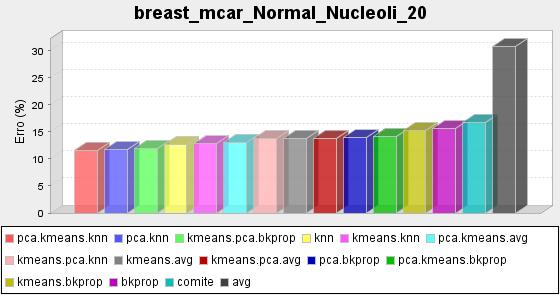 breast_mcar_Normal_Nucleoli_20
Erro (%)
30
25
20
15
10
5
0
pca.kmeans.knn pca.knn kmeans.pca.bkprop knn kmeans.knn pca.kmeans.avg
kmeans.pca.knn kmeans.avg kmeans.pca.avg pca.bkprop pca.kmeans.bkprop
kmeans.bkprop bkprop comite avg